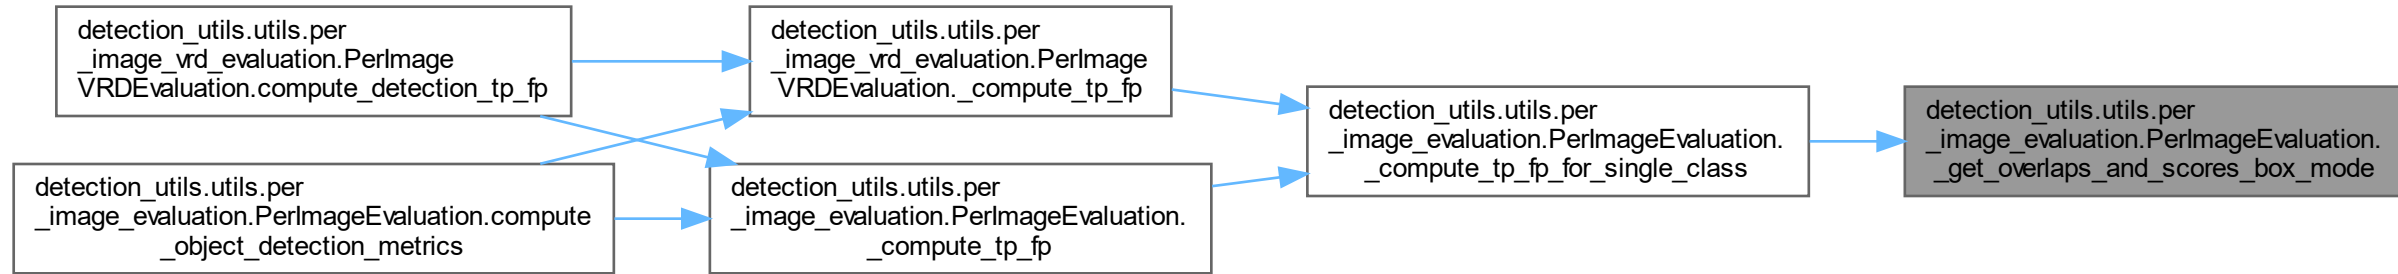 detection_utils.utils.per
_image_vrd_evaluation.PerImage
VRDEvaluation.compute_detection_tp_fp
detection_utils.utils.per
_image_evaluation.PerImageEvaluation.compute
_object_detection_metrics
detection_utils.utils.per
_image_vrd_evaluation.PerImage
VRDEvaluation._compute_tp_fp
detection_utils.utils.per
_image_evaluation.PerImageEvaluation.
_compute_tp_fp
detection_utils.utils.per
_image_evaluation.PerImageEvaluation.
_compute_tp_fp_for_single_class
detection_utils.utils.per
_image_evaluation.PerImageEvaluation.
_get_overlaps_and_scores_box_mode